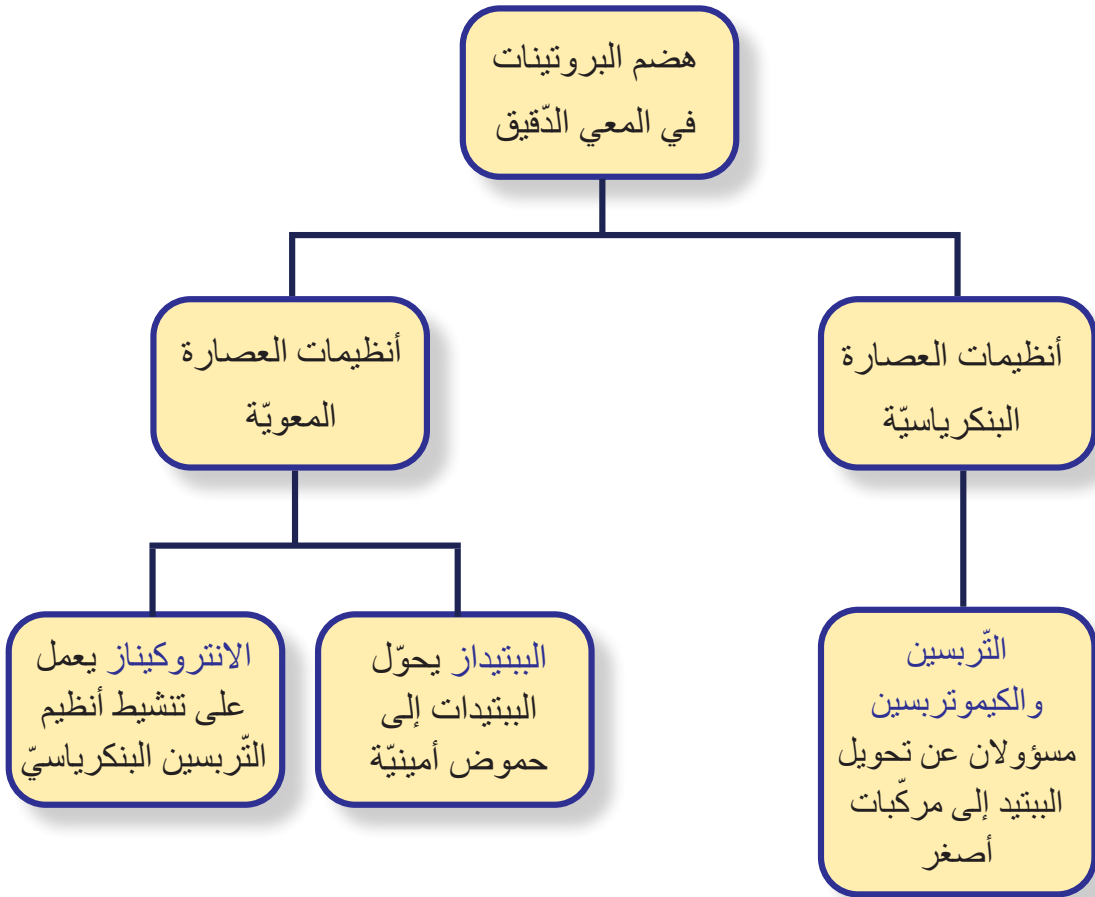 هضم البروتينات
في المعي الدّقيق
أنظيمات العصارة
البنكرياسيّة
أنظيمات العصارة
المعويّة
التّربسين
والكيموتربسين
مسؤولان عن تحويل
الببتيد إلى مركّبات
أصغر
الببتيداز يحوّل
الببتيدات إلى
حموض أمينيّة
الانتروكيناز يعمل
على تنشيط أنظيم
التّربسين البنكرياسيّ